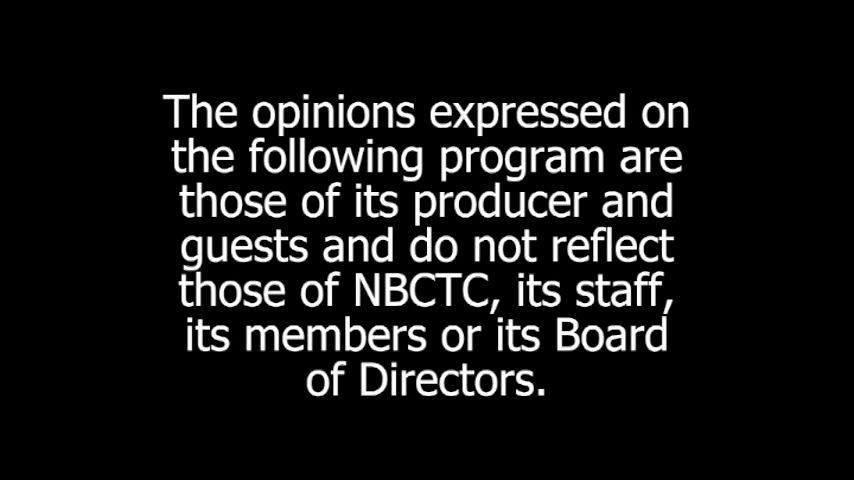 The opinions expressed on
the following program are
those of its producer and
guests and do not reflect
those of NBCTC, its staff,
its members or its Board
of Directors.